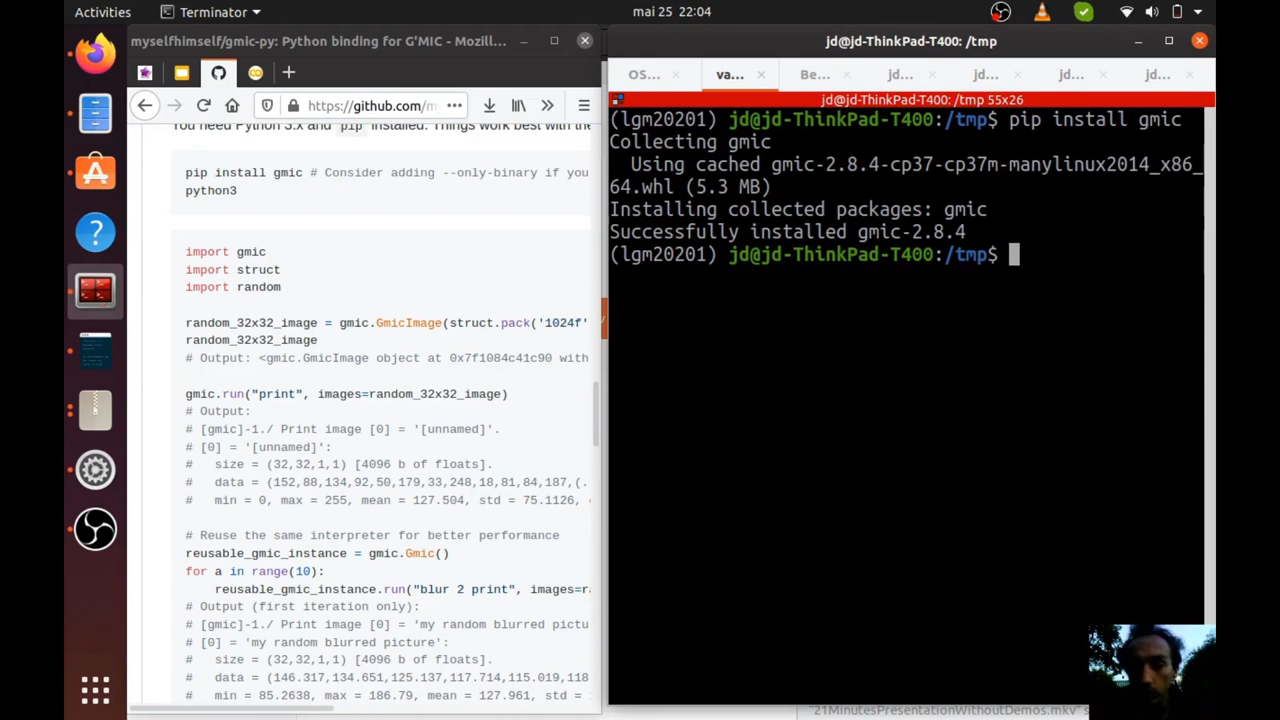 Activities
Terminator
mai 25 22:04
myselfhimself/gmic-py: Python binding for G'MIC - Mozill...
https://github.com/m
You need Python 3.x and pip installed. Things work best with the
pip install gmic # Consider adding --only-binary if you
python3
import gmic
import struct
import random
random_32x32_image = gmic.GmicImage(struct.pack('1024f'
random_32x32_image
# Output: <gmic.GmicImage object at 0x7f1084c41c90 with
gmic.run("print", images=random_32x32_image)
# Output:
# [gmic]-1./ Print image [0] = '[unnamed]'.
# [0] = '[unnamed]':
#   size = (32,32,1,1) [4096 b of floats].
#   data = (152,88,134,92,50,179,33,248,18,81,84,187,(.
#   min = 0, max = 255, mean = 127.504, std = 75.1126,
# Reuse the same interpreter for better performance
reusable_gmic_instance = gmic.Gmic()
for a in range(10):
    reusable_gmic_instance.run("blur 2 print", images=ra
# Output (first iteration only):
# [gmic]-1./ Print image [0] = 'my random blurred pictu
# [0] = 'my random blurred picture':
#   size = (32,32,1,1) [4096 b of floats].
#   data = (146.317,134.651,125.137,117.714,115.019,118
#   min = 85.2638, max = 186.79, mean = 127.961, std =
jd@jd-ThinkPad-T400: /tmp
OS...
va...
Be...
jd...
jd...
jd...
jd...
jd@jd-ThinkPad-T400: /tmp 55x26
(lgm20201) jd@jd-ThinkPad-T400:/tmp$ pip install gmic
Collecting gmic
  Using cached gmic-2.8.4-cp37-cp37m-manylinux2014_x86_
64.whl (5.3 MB)
Installing collected packages: gmic
Successfully installed gmic-2.8.4
(lgm20201) jd@jd-ThinkPad-T400:/tmp$
"21MinutesPresentationWithoutDemos.mkv" s